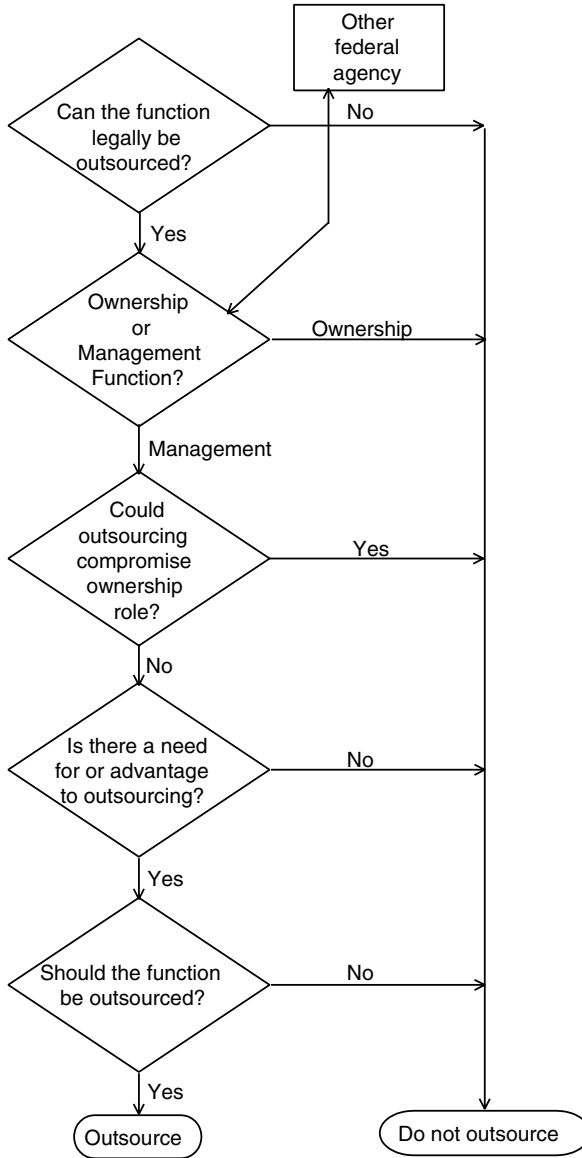 Other
federal
agency
Can the function
legally be
outsourced?
No
Yes
Ownership
or
Management
Function?
Ownership
Management
Could
outsourcing
compromise
ownership
role?
Yes
No
Is there a need
for or advantage
to outsourcing?
No
Yes
Should the function
be outsourced?
No
Yes
Outsource
Do not outsource